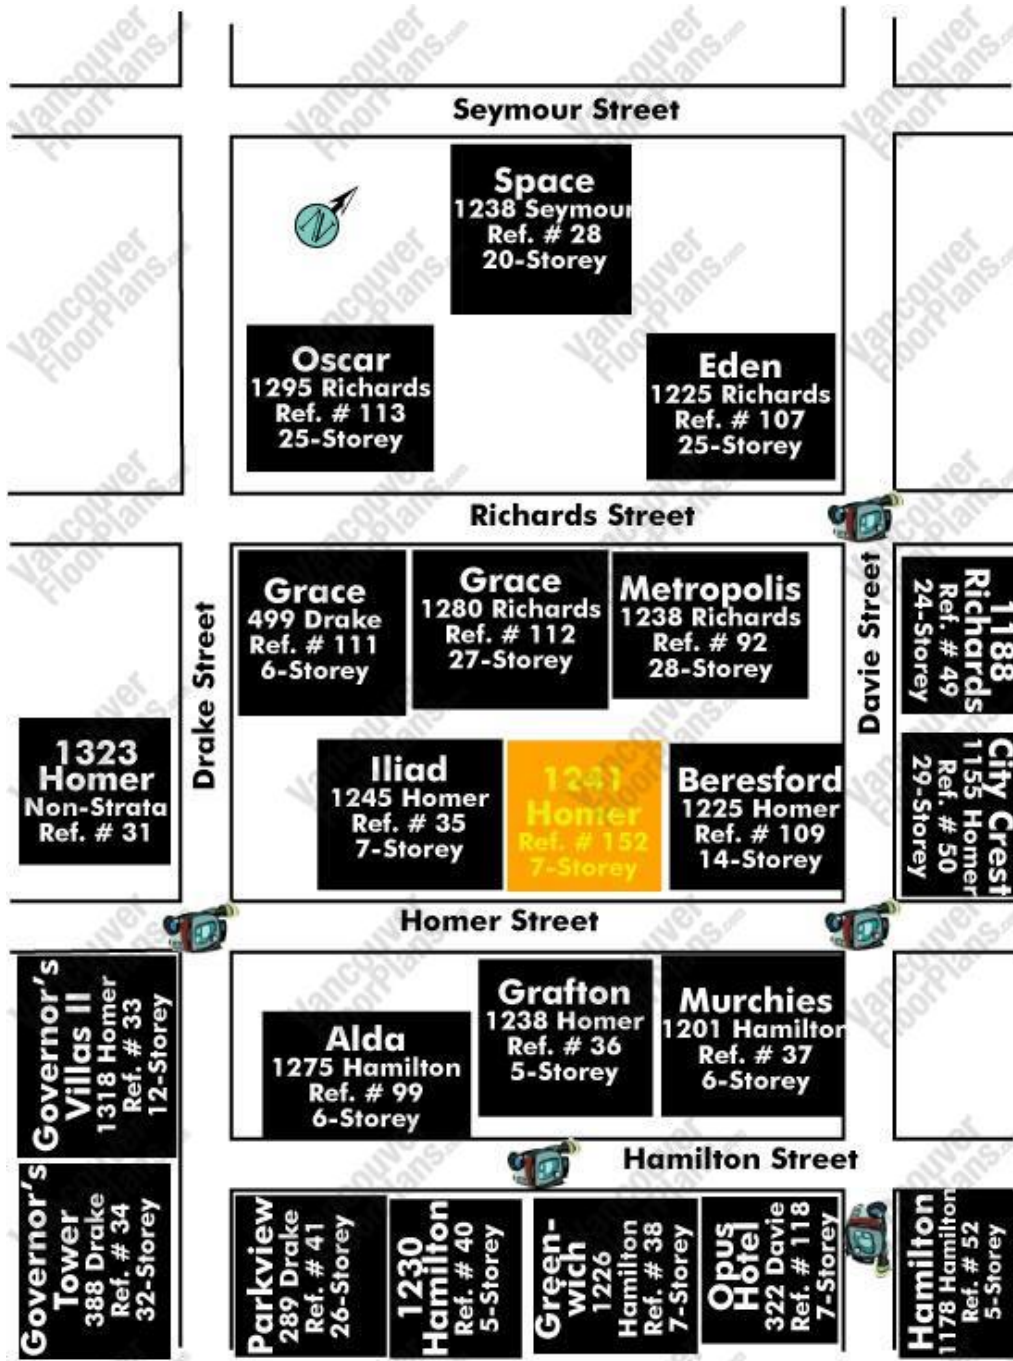 Seymour Street
Space
1238 Seymour
Ref. # 28
20-Storey
N
Oscar
1295 Richards
Ref. # 113
25-Storey
Eden
1225 Richards
Ref. # 107
25-Storey
Richards Street
Grace
499 Drake
Ref. # 111
6-Storey
Grace
1280 Richards
Ref. # 112
27-Storey
Metropolis
1238 Richards
Ref. # 92
28-Storey
Davie Street
1188
Richards
Ref. # 49
24-Storey
Drake Street
1323
Homer
Non-Strata
Ref. # 31
Iliad
1245 Homer
Ref. # 35
7-Storey
1241
Homer
Ref. # 152
7-Storey
Beresford
1225 Homer
Ref. # 109
14-Storey
City Crest
1155 Homer
Ref. # 50
29-Storey
Homer Street
Governor's
Villas II
1318 Homer
Ref. # 33
12-Storey
Alda
1275 Hamilton
Ref. # 99
6-Storey
Grafton
1238 Homer
Ref. # 36
5-Storey
Murchies
1201 Hamilton
Ref. # 37
6-Storey
Hamilton Street
Governor's
Tower
388 Drake
Ref. # 34
32-Storey
Parkview
289 Drake
Ref. # 41
26-Storey
1230
Hamilton
Ref. # 40
5-Storey
Green-
wich
1226
Hamilton
Ref. # 38
7-Storey
Opus
Hotel
322 Davie
Ref. # 118
7-Storey
Hamilton
1178 Hamilton
Ref. # 52
5-Storey
Vancouver
FloorPlans.com